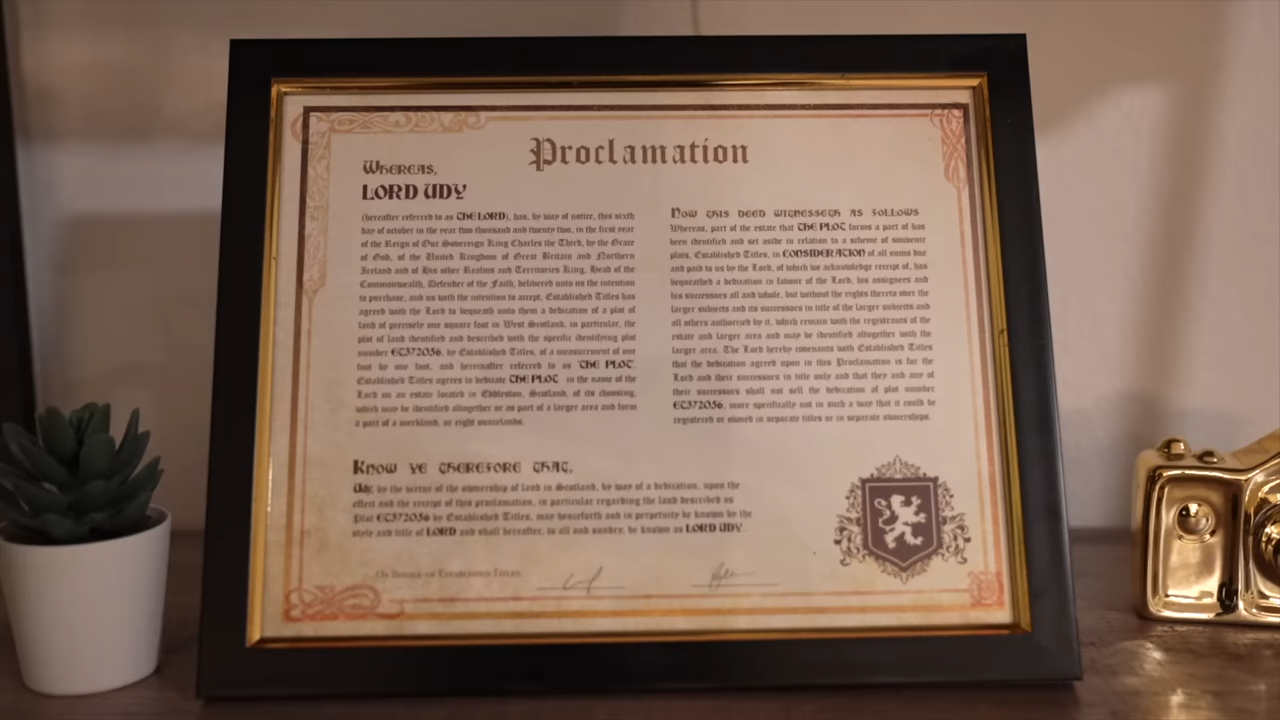 Proclamation
Whereas,
LORD UDY
(hereafter referred to as THE LORD), has, by way of notice, this sixth
day of october in the year two thousand and twenty two, in the first year
of the Reign of Our Sovereign King Charles the Third, by the Grace
of God, of the United Kingdom of Great Britain and Northern
Ireland and of His other Realms and Territories King, Head of the
Commonwealth, Defender of the Faith, delivered unto us the intention
to purchase, and us with the intention to accept, Established Titles has
agreed with the Lord to bequeath unto them a dedication of a plot of
land of precisely one square foot in West Scotland, in particular, the
plot of land identified and described with the specific identifying plot
number EC372056, by Established Titles, of a measurement of one
foot by one foot, and hereinafter referred to as THE PLOT.
Established Titles agrees to dedicate THE PLOT in the name of the
Lord on an estate located in Eddleston, Scotland, of its choosing,
which may be identified altogether or as part of a larger area and form
a part of a merkland, or eight ouncelands.
Now this deed witnesseth as follows
Whereas, part of the estate that THE PLOT forms a part of has
been identified and set aside in relation to a scheme of souvenir
plots, Established Titles, in CONSIDERATION of all sums due
and paid to us by the Lord, of which we acknowledge receipt of, has
bequeathed a dedication in favour of the Lord, his assignees and
his successors all and whole, but without the rights thereto over the
larger subjects and its successors in title of the larger subjects and
all others authorised by it, which remain with the registrants of the
estate and larger area and may be identified altogether with the
larger area. The Lord hereby covenants with Established Titles
that the dedication agreed upon in this Proclamation is for the
Lord and their successors in title only and that they and any of
their successors shall not sell the dedication of plot number
EC372056, more specifically not in such a way that it could be
registered or owned in separate titles or in separate ownerships.
Know ye therefore that,
Udy, by the virtue of the ownership of land in Scotland, by way of a dedication, upon the
effect and the receipt of this proclamation, in particular regarding the land described as
Plot EC372056 by Established Titles, may henceforth and in perpetuity be known by the
style and title of LORD and shall hereafter, to all and sundry, be known as LORD UDY.
On Behalf of Established Titles: